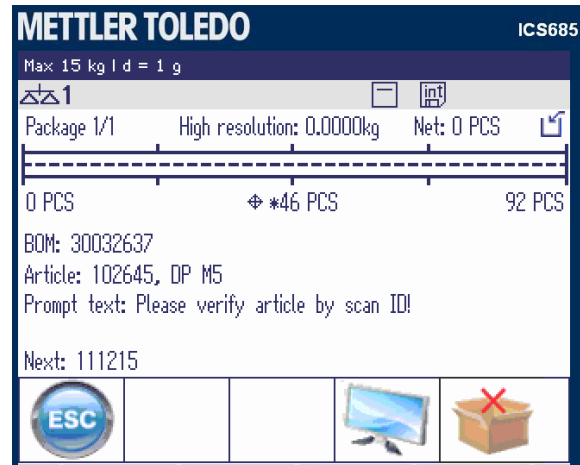 METTLER TOLEDO ICS685
Max 15 kg | d = 1 g
1 int
Package 1/1 High resolution: 0.0000kg Net: 0 PCS
0 PCS *46 PCS 92 PCS
BOM: 30032637
Article: 102645, DP M5
Prompt text: Please verify article by scan ID!
Next: 111215
ESC